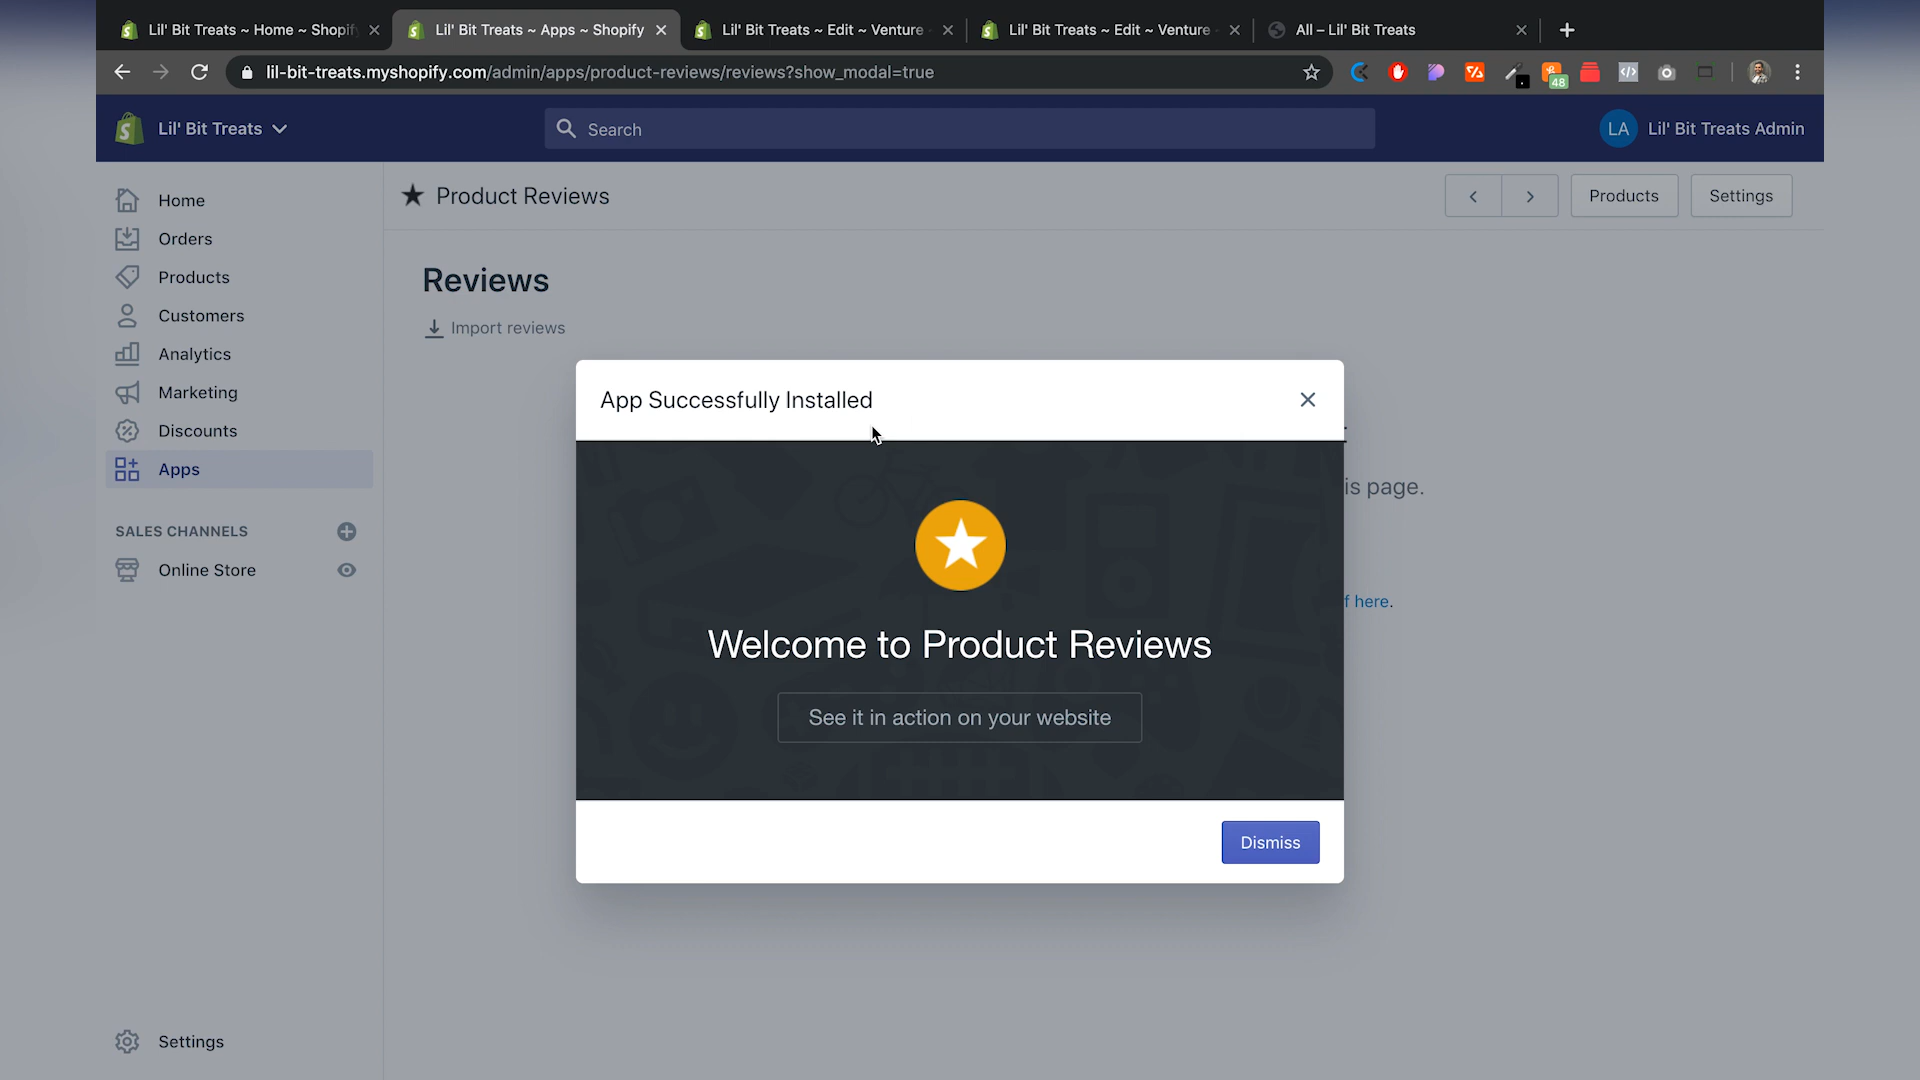 Lil' Bit Treats ~ Home ~ Shopif
Lil' Bit Treats ~ Apps ~ Shopify
Lil' Bit Treats ~ Edit ~ Venture
Lil' Bit Treats ~ Edit ~ Venture
All – Lil' Bit Treats
lil-bit-treats.myshopify.com/admin/apps/product-reviews/reviews?show_modal=true
48
Lil' Bit Treats
Search
LA
Lil' Bit Treats Admin
Home
Orders
Products
Customers
Analytics
Marketing
Discounts
Apps
SALES CHANNELS
Online Store
Settings
Product Reviews
Products
Settings
Reviews
Import reviews
App Successfully Installed
is page.
Welcome to Product Reviews
f here.
See it in action on your website
Dismiss